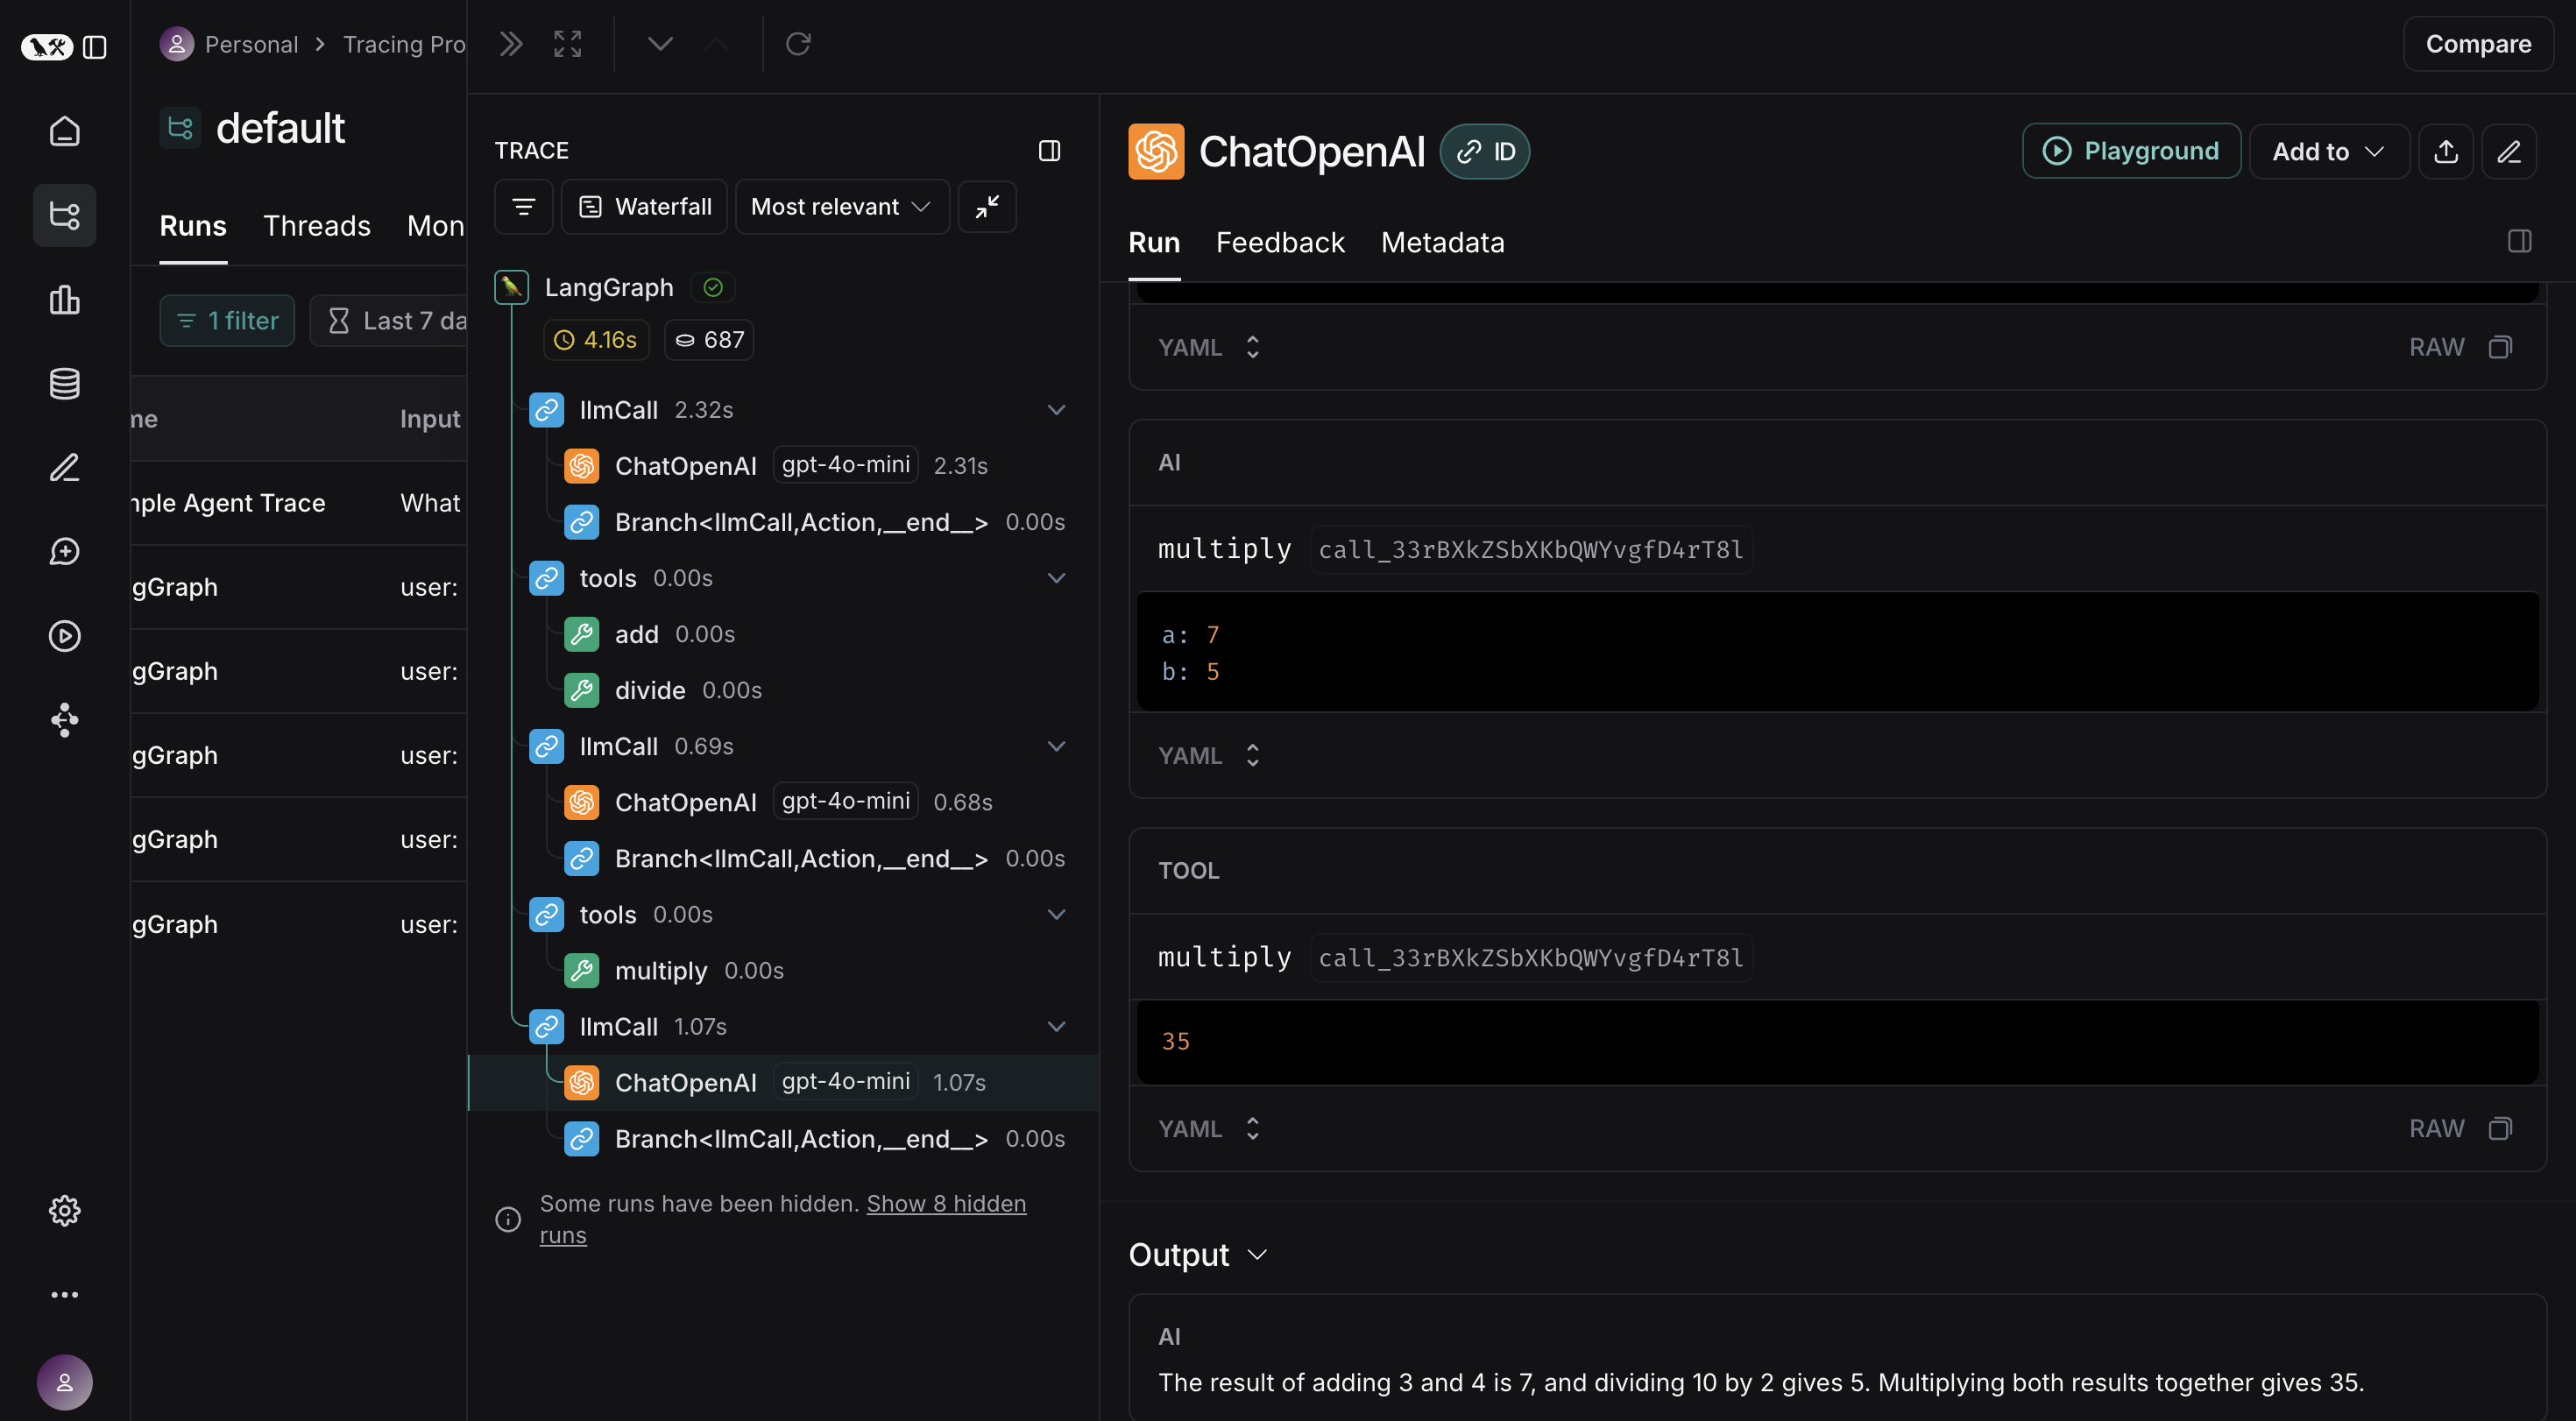 Personal > Tracing Pro
default
Runs Threads Mon
1 filter Last 7 da
me Input
nple Agent Trace What
gGraph user:
gGraph user:
gGraph user:
gGraph user:
gGraph user:
TRACE
Waterfall Most relevant
LangGraph
4.16s 687
llmCall 2.32s
ChatOpenAI gpt-4o-mini 2.31s
Branch<llmCall,Action,__end__> 0.00s
tools 0.00s
add 0.00s
divide 0.00s
llmCall 0.69s
ChatOpenAI gpt-4o-mini 0.68s
Branch<llmCall,Action,__end__> 0.00s
tools 0.00s
multiply 0.00s
llmCall 1.07s
ChatOpenAI gpt-4o-mini 1.07s
Branch<llmCall,Action,__end__> 0.00s
Some runs have been hidden. Show 8 hidden
runs
Compare
ChatOpenAI ID
Playground Add to
Run Feedback Metadata
YAML RAW
AI
multiply call_33rBXkZSbXKbQWYvgfD4rT8l
a: 7
b: 5
YAML
TOOL
multiply call_33rBXkZSbXKbQWYvgfD4rT8l
35
YAML RAW
Output
AI
The result of adding 3 and 4 is 7, and dividing 10 by 2 gives 5. Multiplying both results together gives 35.